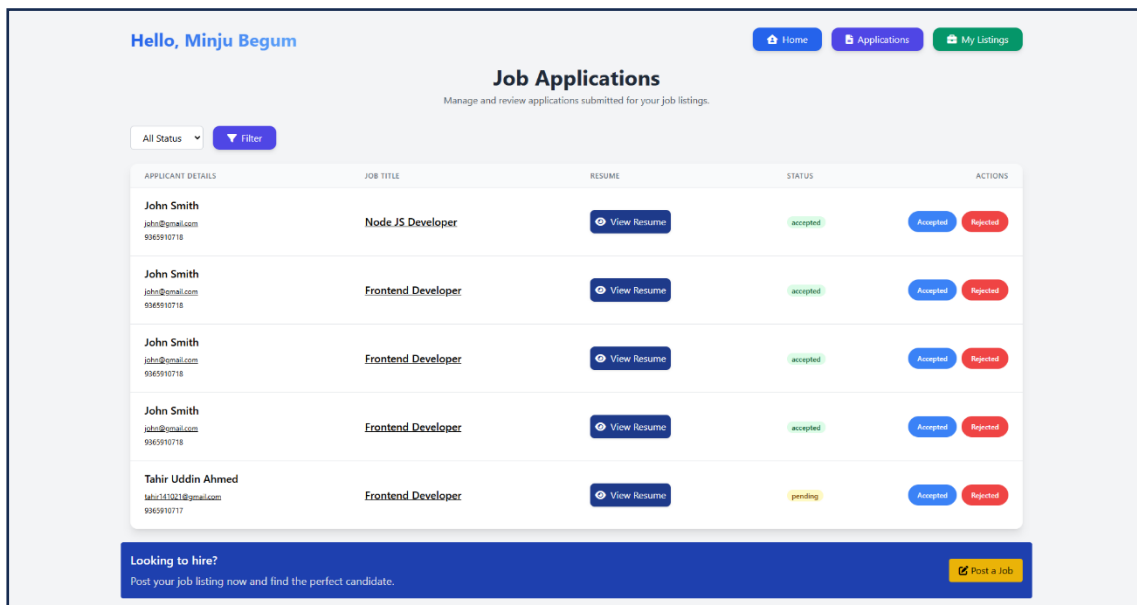 Hello, Minju Begum
Home Applications My Listings
Job Applications
Manage and review applications submitted for your job listings.
All Status Filter
APPLICANT DETAILS JOB TITLE RESUME STATUS ACTIONS
John Smith
john@gmail.com
9365910718
Node JS Developer View Resume accepted Accepted Rejected
John Smith
john@gmail.com
9365910718
Frontend Developer View Resume accepted Accepted Rejected
John Smith
john@gmail.com
9365910718
Frontend Developer View Resume accepted Accepted Rejected
John Smith
john@gmail.com
9365910718
Frontend Developer View Resume accepted Accepted Rejected
Tahir Uddin Ahmed
tahir141021@gmail.com
9365910717
Frontend Developer View Resume pending Accepted Rejected
Looking to hire?
Post your job listing now and find the perfect candidate.
Post a Job